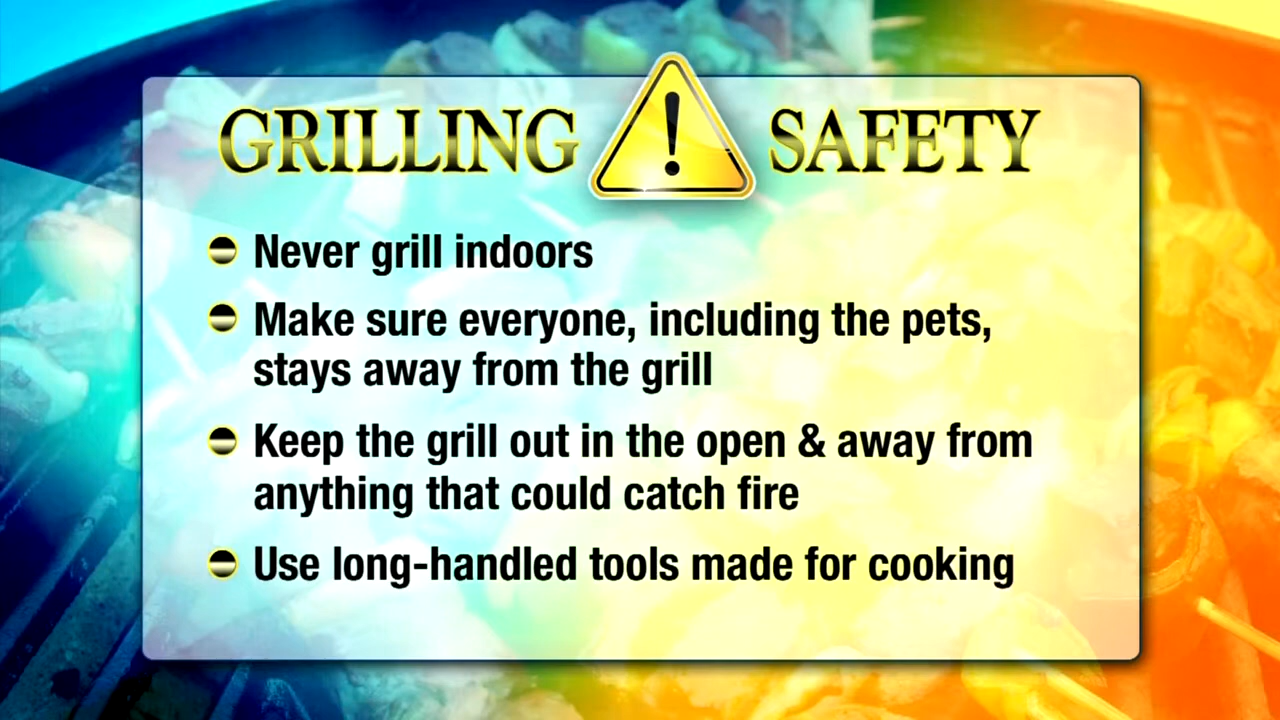 GRILLING SAFETY
Never grill indoors
Make sure everyone, including the pets,
stays away from the grill
Keep the grill out in the open & away from
anything that could catch fire
Use long-handled tools made for cooking